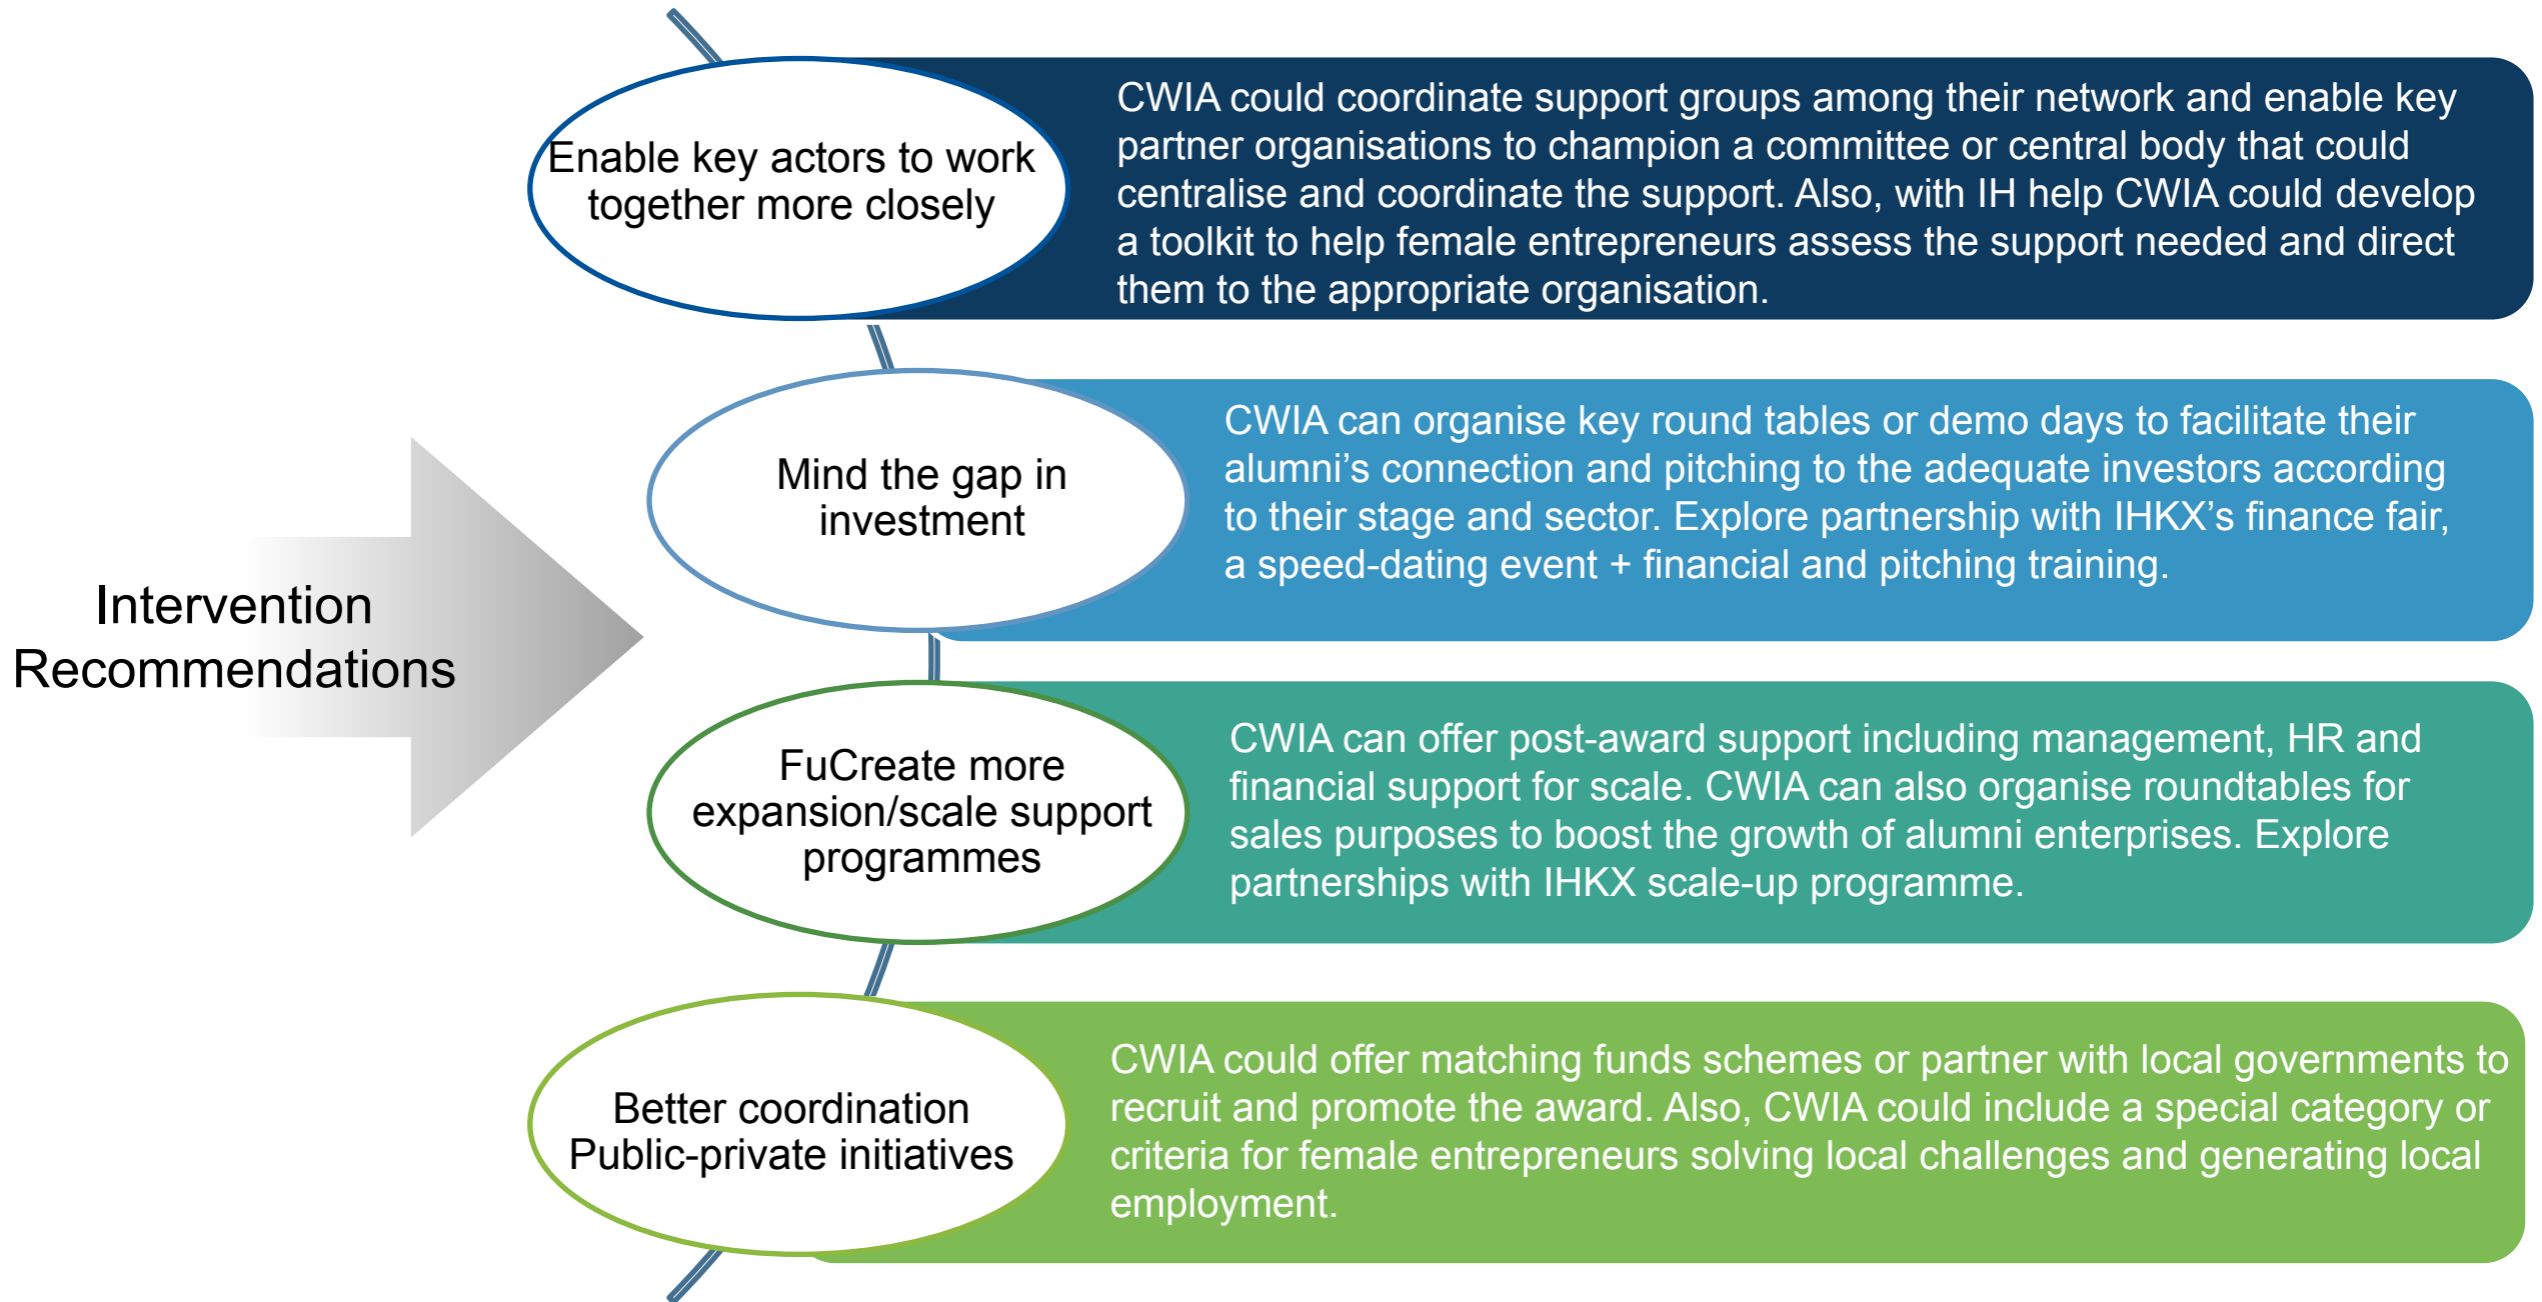 Intervention
Recommendations
Enable key actors to work
together more closely
CWIA could coordinate support groups among their network and enable key
partner organisations to champion a committee or central body that could
centralise and coordinate the support. Also, with IH help CWIA could develop
a toolkit to help female entrepreneurs assess the support needed and direct
them to the appropriate organisation.
Mind the gap in
investment
CWIA can organise key round tables or demo days to facilitate their
alumni’s connection and pitching to the adequate investors according
to their stage and sector. Explore partnership with IHKX’s finance fair,
a speed-dating event + financial and pitching training.
FuCreate more
expansion/scale support
programmes
CWIA can offer post-award support including management, HR and
financial support for scale. CWIA can also organise roundtables for
sales purposes to boost the growth of alumni enterprises. Explore
partnerships with IHKX scale-up programme.
Better coordination
Public-private initiatives
CWIA could offer matching funds schemes or partner with local governments to
recruit and promote the award. Also, CWIA could include a special category or
criteria for female entrepreneurs solving local challenges and generating local
employment.